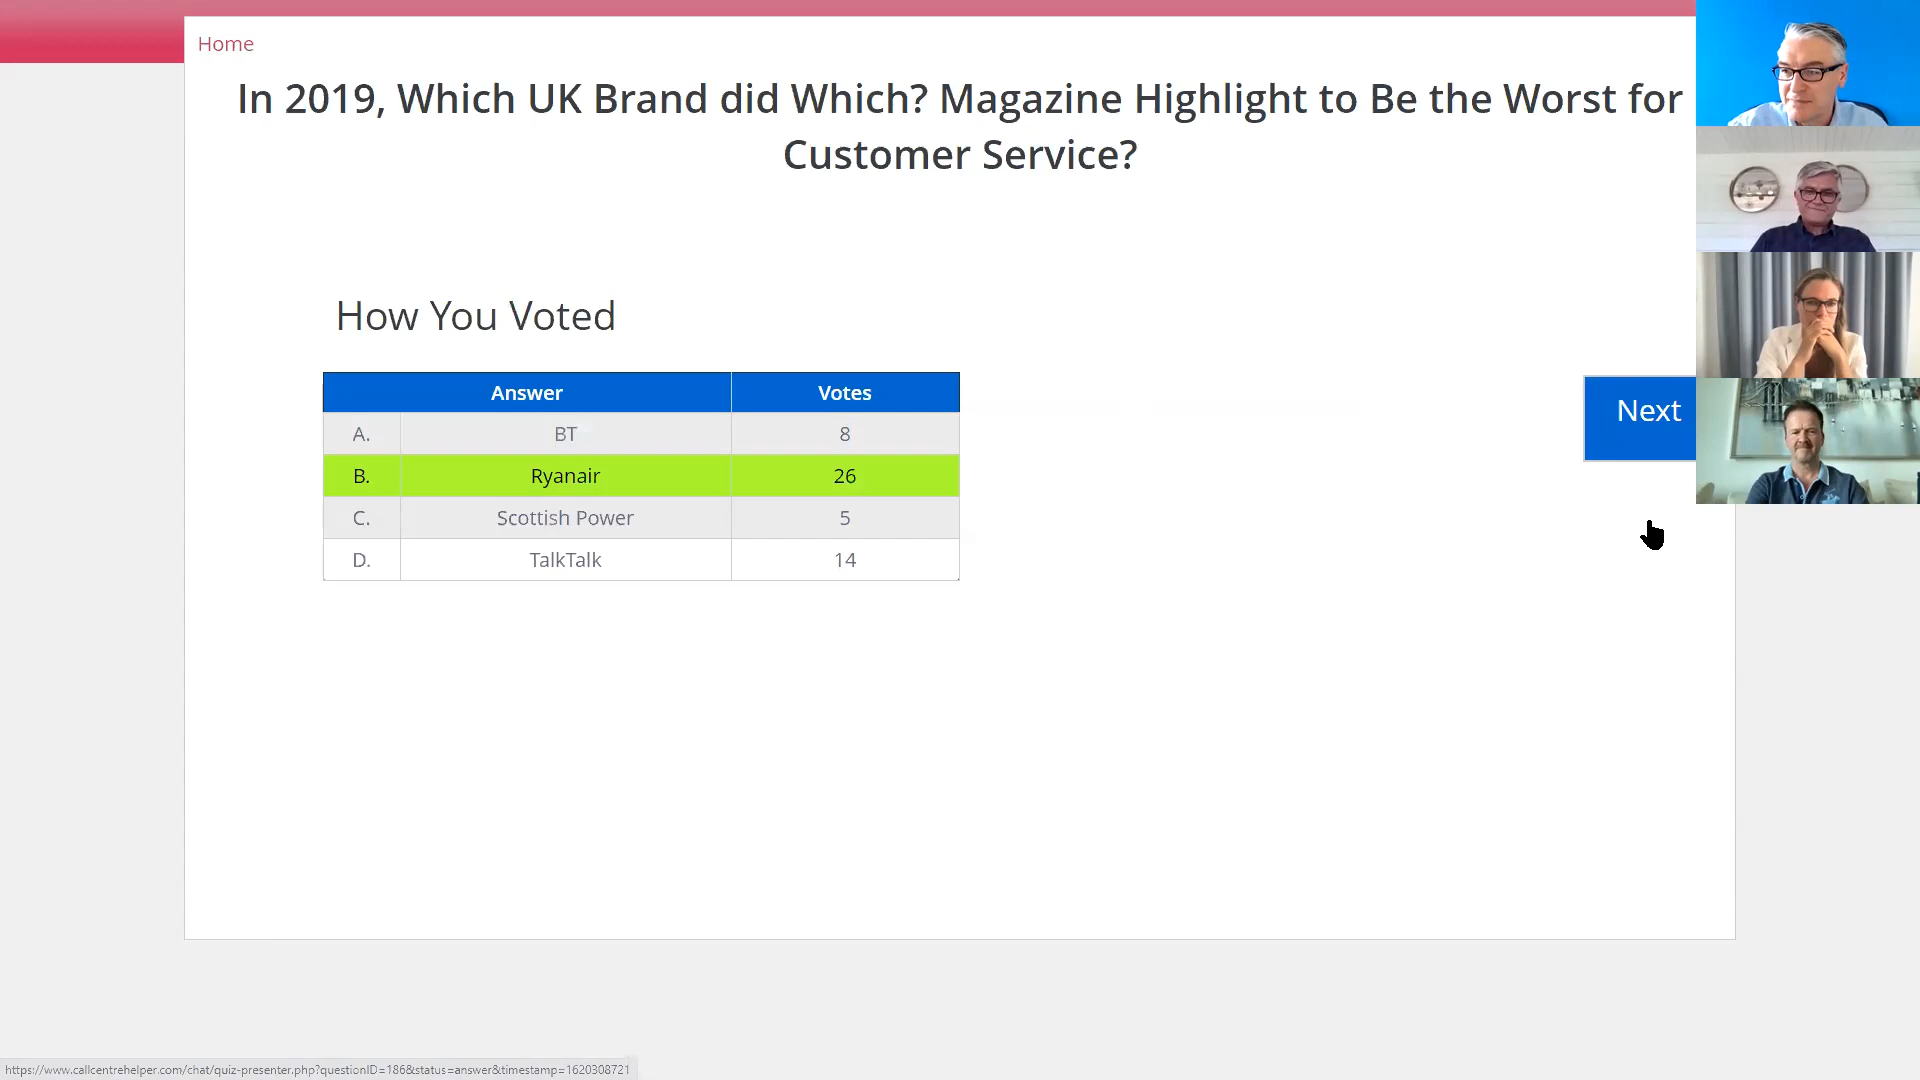 Home
In 2019, Which UK Brand did Which? Magazine Highlight to Be the Worst for
Customer Service?
How You Voted
Answer Votes
A. BT 8
B. Ryanair 26
C. Scottish Power 5
D. TalkTalk 14
Next
https://www.callcentrehelper.com/chat/quiz-presenter.php?questionID=186&status=answer&timestamp=1620308721